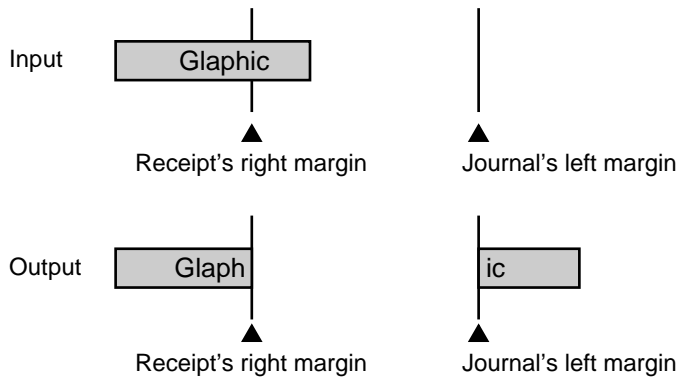 Input Glaphic
Receipt's right margin Journal's left margin
Output Glaph ic
Receipt's right margin Journal's left margin